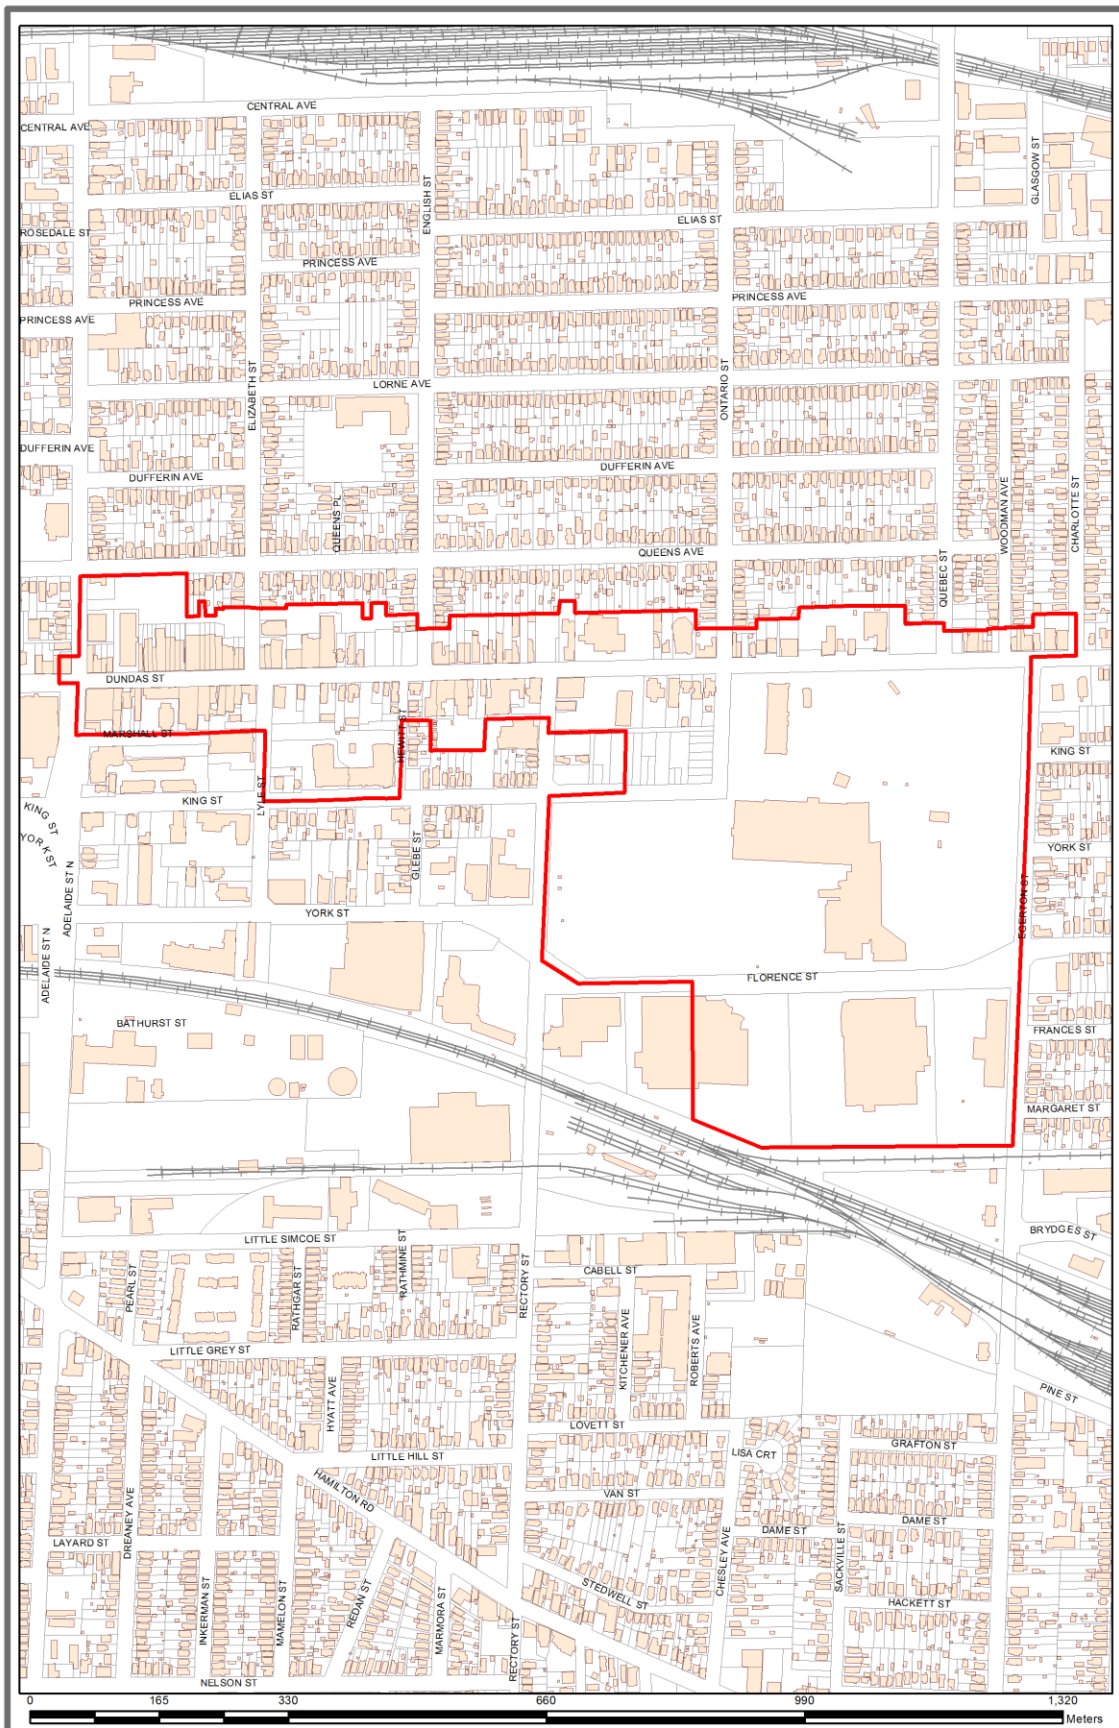 CENTRAL AVE
CENTRAL AVE
GLASGOW ST
ENGLISH ST
ELIAS ST
ELIAS ST
ROSEDALE ST
PRINCESS AVE
PRINCESS AVE
PRINCESS AVE
PRINCESS AVE
ELIZABETH ST
ONTARIO ST
LORNE AVE
DUFFERIN AVE
DUFFERIN AVE
DUFFERIN AVE
QUEENS PL
WOODMAN AVE
CHARLOTTE ST
QUEENS AVE
QUEBEC ST
DUNDAS ST
MARSHALL ST
HEWITT ST
KING ST
KING ST
LYLE ST
KING ST
YORK ST
GLEBE ST
YORK ST
ADELAIDE ST N
EGERTON ST
YORK ST
ADELAIDE ST N
FLORENCE ST
BATHURST ST
FRANCES ST
MARGARET ST
LITTLE SIMCOE ST
BRYDGES ST
RATHMINE ST
CABELL ST
PEARL ST
RATHGAR ST
RECTORY ST
KITCHENER AVE
ROBERTS AVE
LITTLE GREY ST
PINE ST
HYATT AVE
LOVETT ST
LITTLE HILL ST
LISA CRT
GRAFTON ST
HAMILTON RD
VAN ST
DREANEY AVE
DAME ST
DAME ST
LAYARD ST
CHESLEY AVE
SACKVILLE ST
INKERMAN ST
MAMELON ST
REDAN ST
MARMORA ST
STEDWELL ST
HACKETT ST
RECTORY ST
NELSON ST
0 165 330 660 990 1,320
Meters